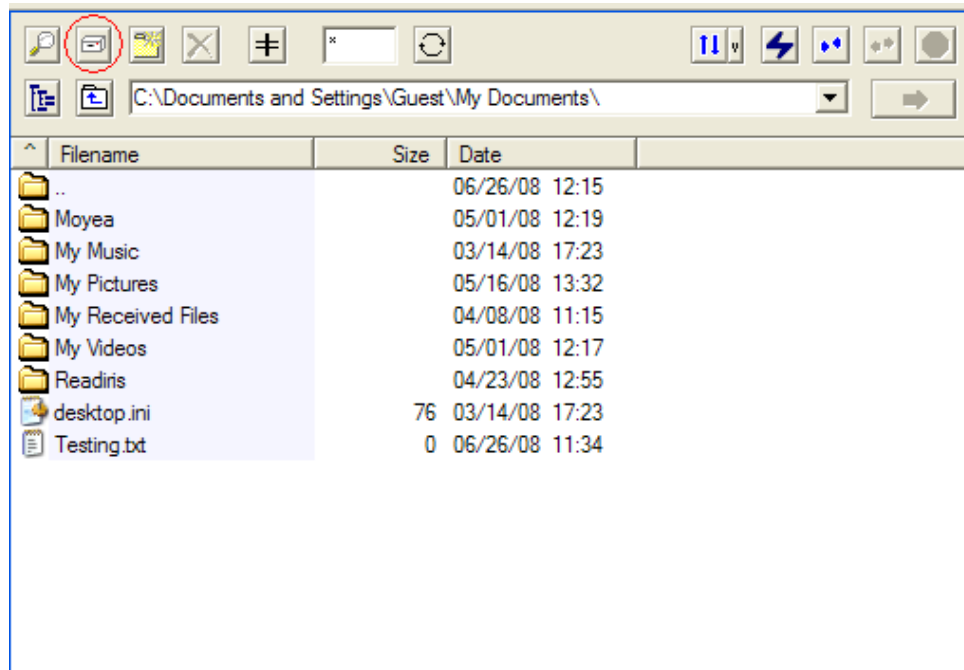 *
C:\Documents and Settings\Guest\My Documents\
^ Filename Size Date
.. 06/26/08 12:15
Moyea 05/01/08 12:19
My Music 03/14/08 17:23
My Pictures 05/16/08 13:32
My Received Files 04/08/08 11:15
My Videos 05/01/08 12:17
Readiris 04/23/08 12:55
desktop.ini 76 03/14/08 17:23
Testing.txt 0 06/26/08 11:34